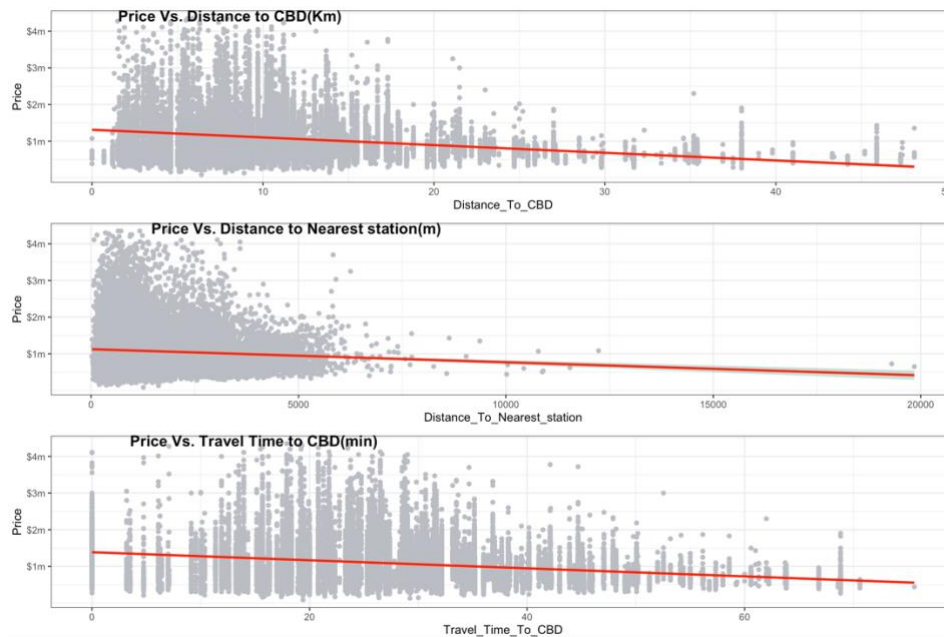 Price Vs. Distance to CBD(Km)
$4m
$3m
$2m
$1m
Price
0 10 20 30 40 50
Distance_To_CBD
Price Vs. Distance to Nearest station(m)
$4m
$3m
$2m
$1m
Price
0 5000 10000 15000 20000
Distance_To_Nearest_station
Price Vs. Travel Time to CBD(min)
$4m
$3m
$2m
$1m
Price
0 20 40 60
Travel_Time_To_CBD